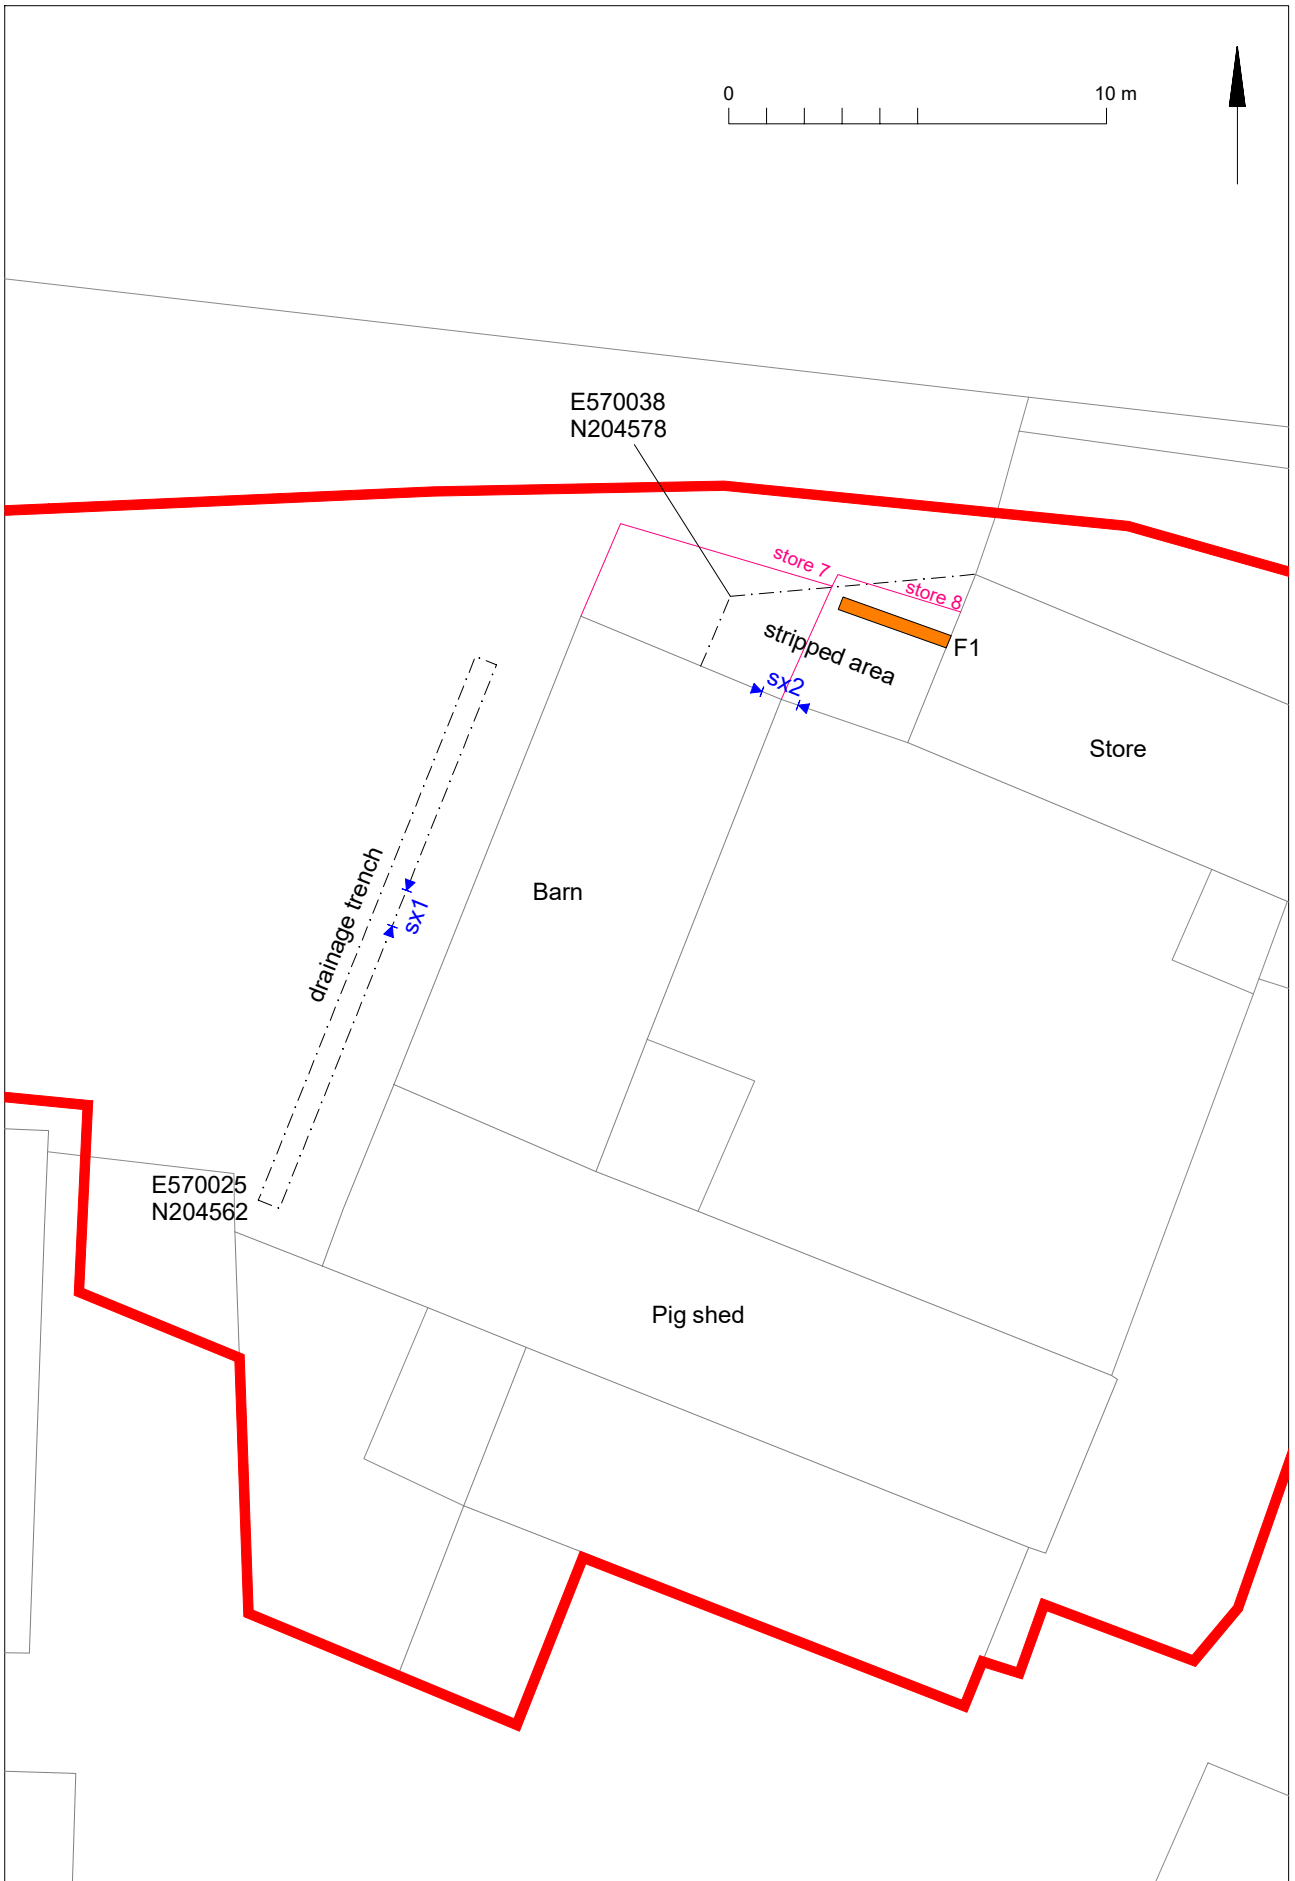 0 10 m
E570038
N204578
store 7
store 8
stripped area
F1
sx2
Store
drainage trench
sx1
Barn
E570025
N204562
Pig shed